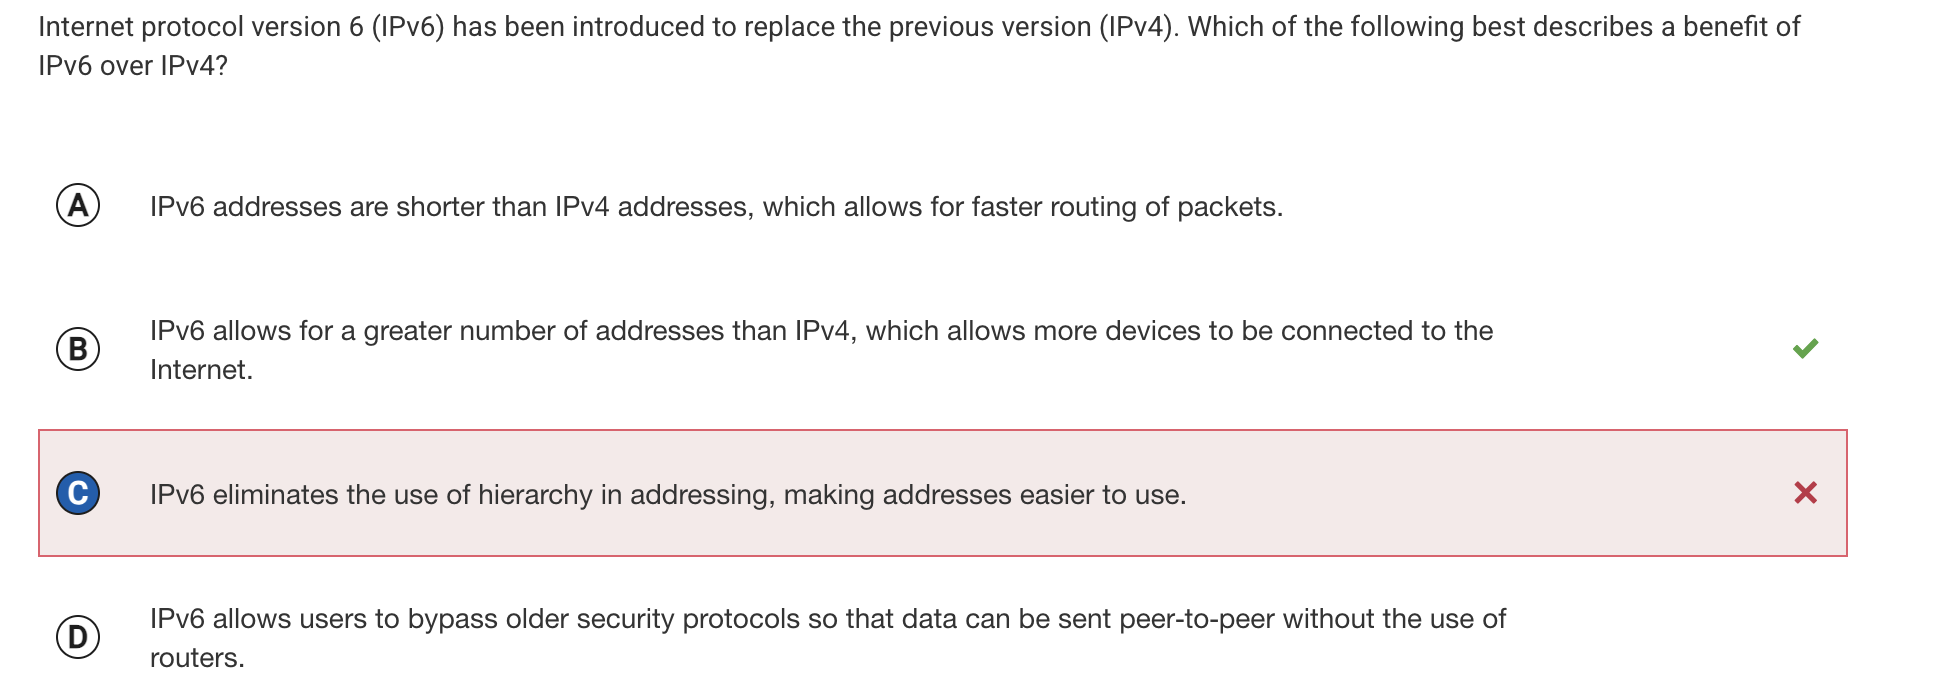 Internet protocol version 6 (IPv6) has been introduced to replace the previous version (IPv4). Which of the following best describes a benefit of
IPv6 over IPv4?
A IPv6 addresses are shorter than IPv4 addresses, which allows for faster routing of packets.
B IPv6 allows for a greater number of addresses than IPv4, which allows more devices to be connected to the
Internet.
C IPv6 eliminates the use of hierarchy in addressing, making addresses easier to use.
D IPv6 allows users to bypass older security protocols so that data can be sent peer-to-peer without the use of
routers.